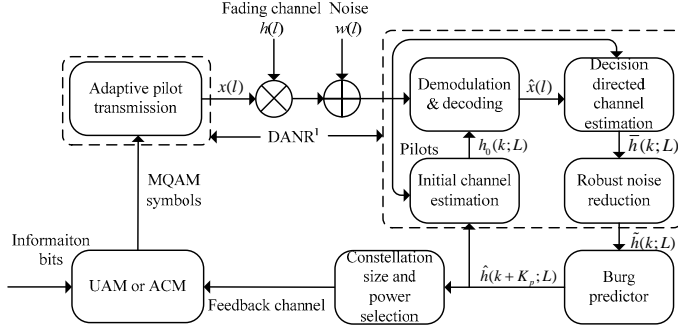 Fading channel
h(l)
Noise
w(l)
Adaptive pilot
transmission
x(l)
Demodulation
& decoding
x̂(l)
Decision
directed
channel
estimation
DANR¹
Pilots
h₀(k;L)
h̄(k;L)
MQAM
symbols
Initial channel
estimation
Robust noise
reduction
Informaiton
bits
h̃(k;L)
UAM or ACM
Feedback channel
Constellation
size and
power
selection
ĥ(k+Kₚ;L)
Burg
predictor